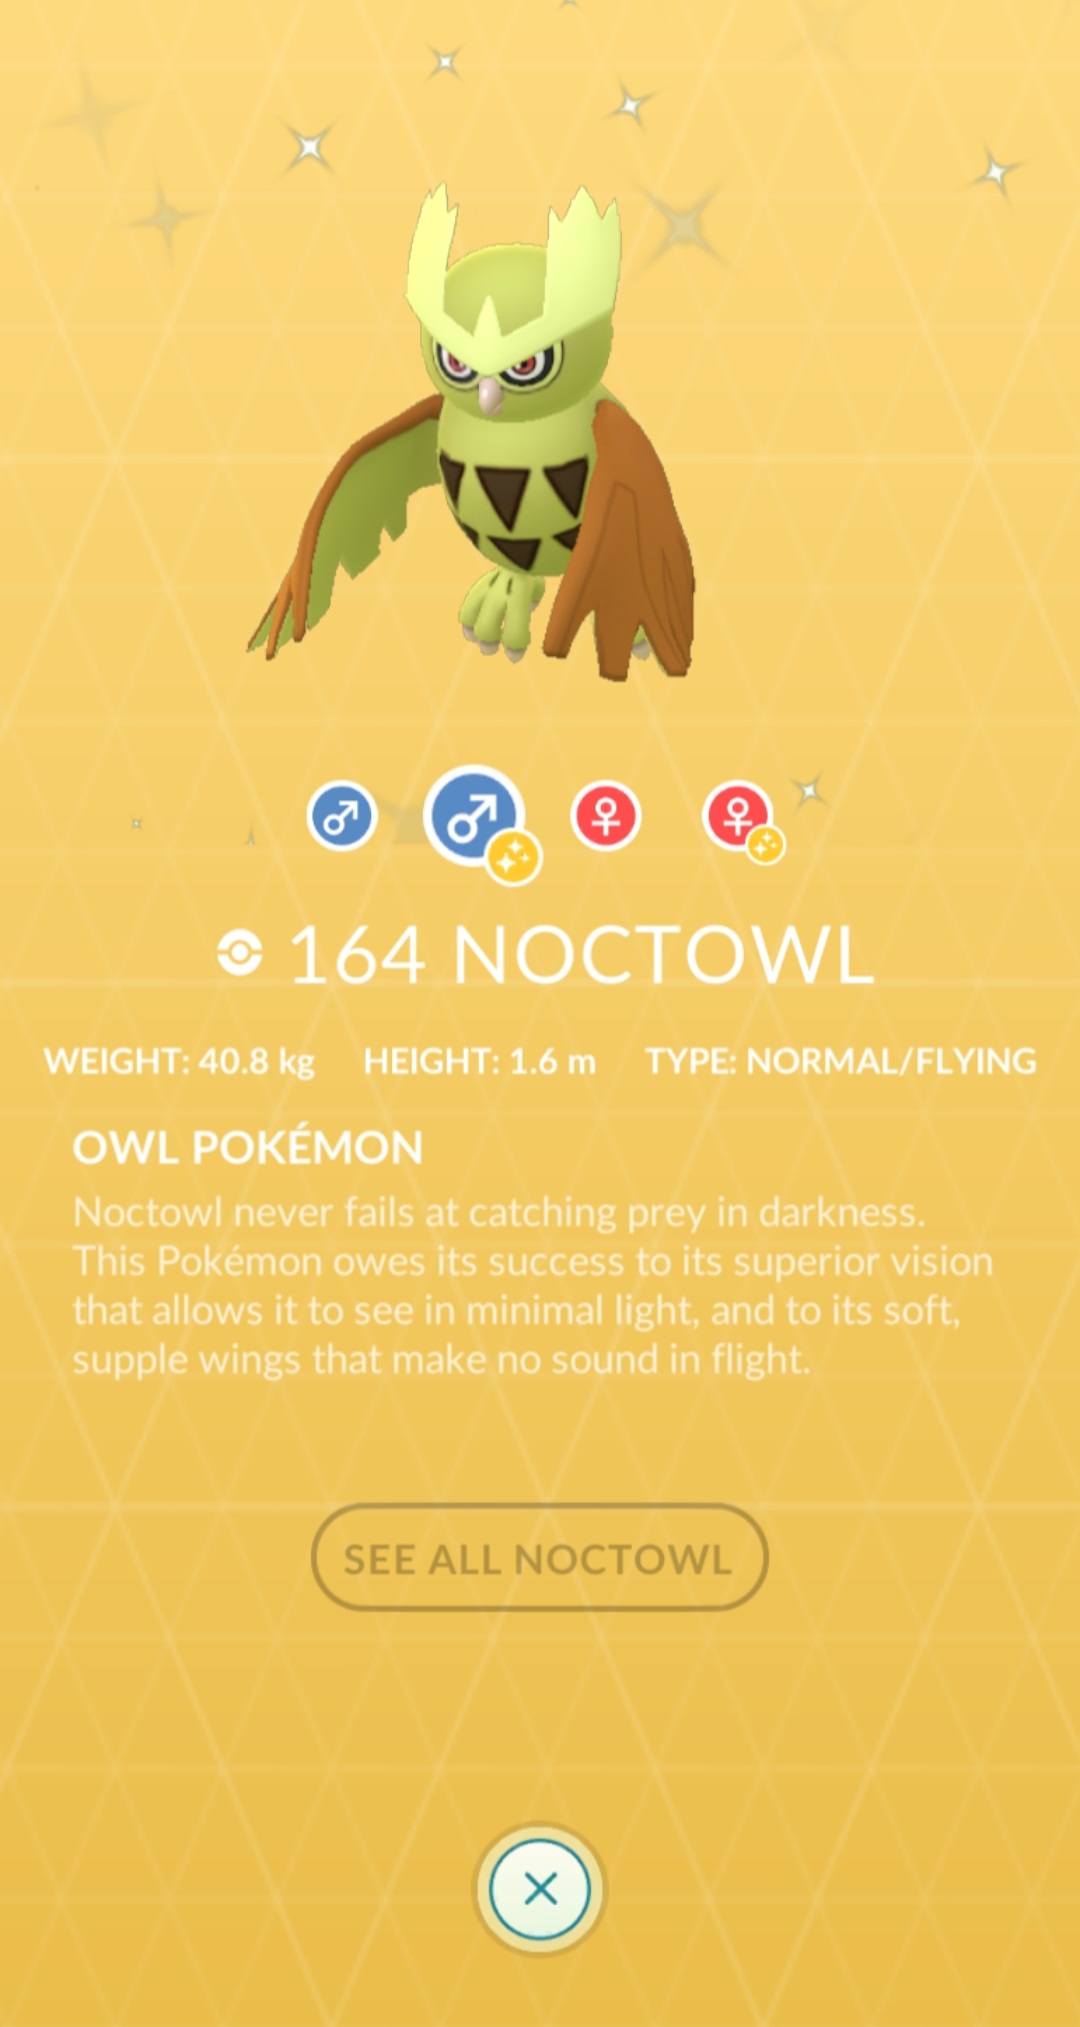 164 NOCTOWL
WEIGHT: 40.8 kg HEIGHT: 1.6 m TYPE: NORMAL/FLYING
OWL POKÉMON
Noctowl never fails at catching prey in darkness.
This Pokémon owes its success to its superior vision
that allows it to see in minimal light, and to its soft,
supple wings that make no sound in flight.
SEE ALL NOCTOWL